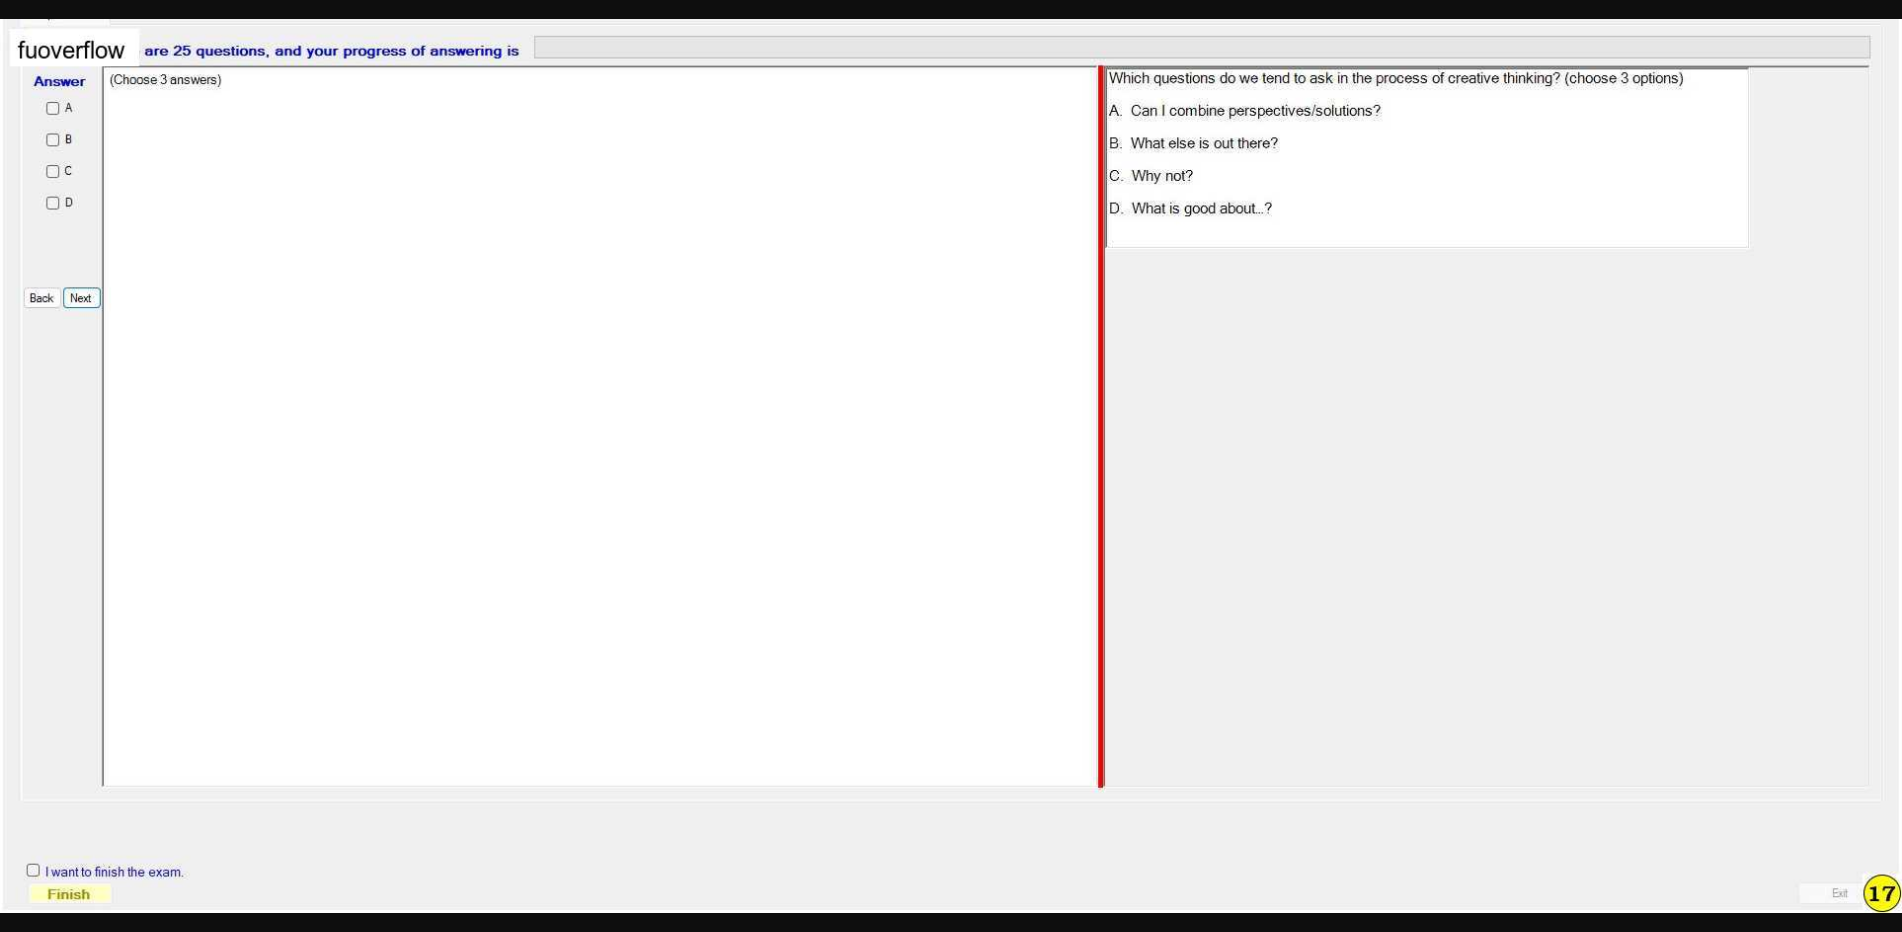 fuoverflow are 25 questions, and your progress of answering is
Answer
(Choose 3 answers)
A
B
C
D
Back Next
Which questions do we tend to ask in the process of creative thinking? (choose 3 options)
A. Can I combine perspectives/solutions?
B. What else is out there?
C. Why not?
D. What is good about...?
I want to finish the exam.
Finish
Exit
17